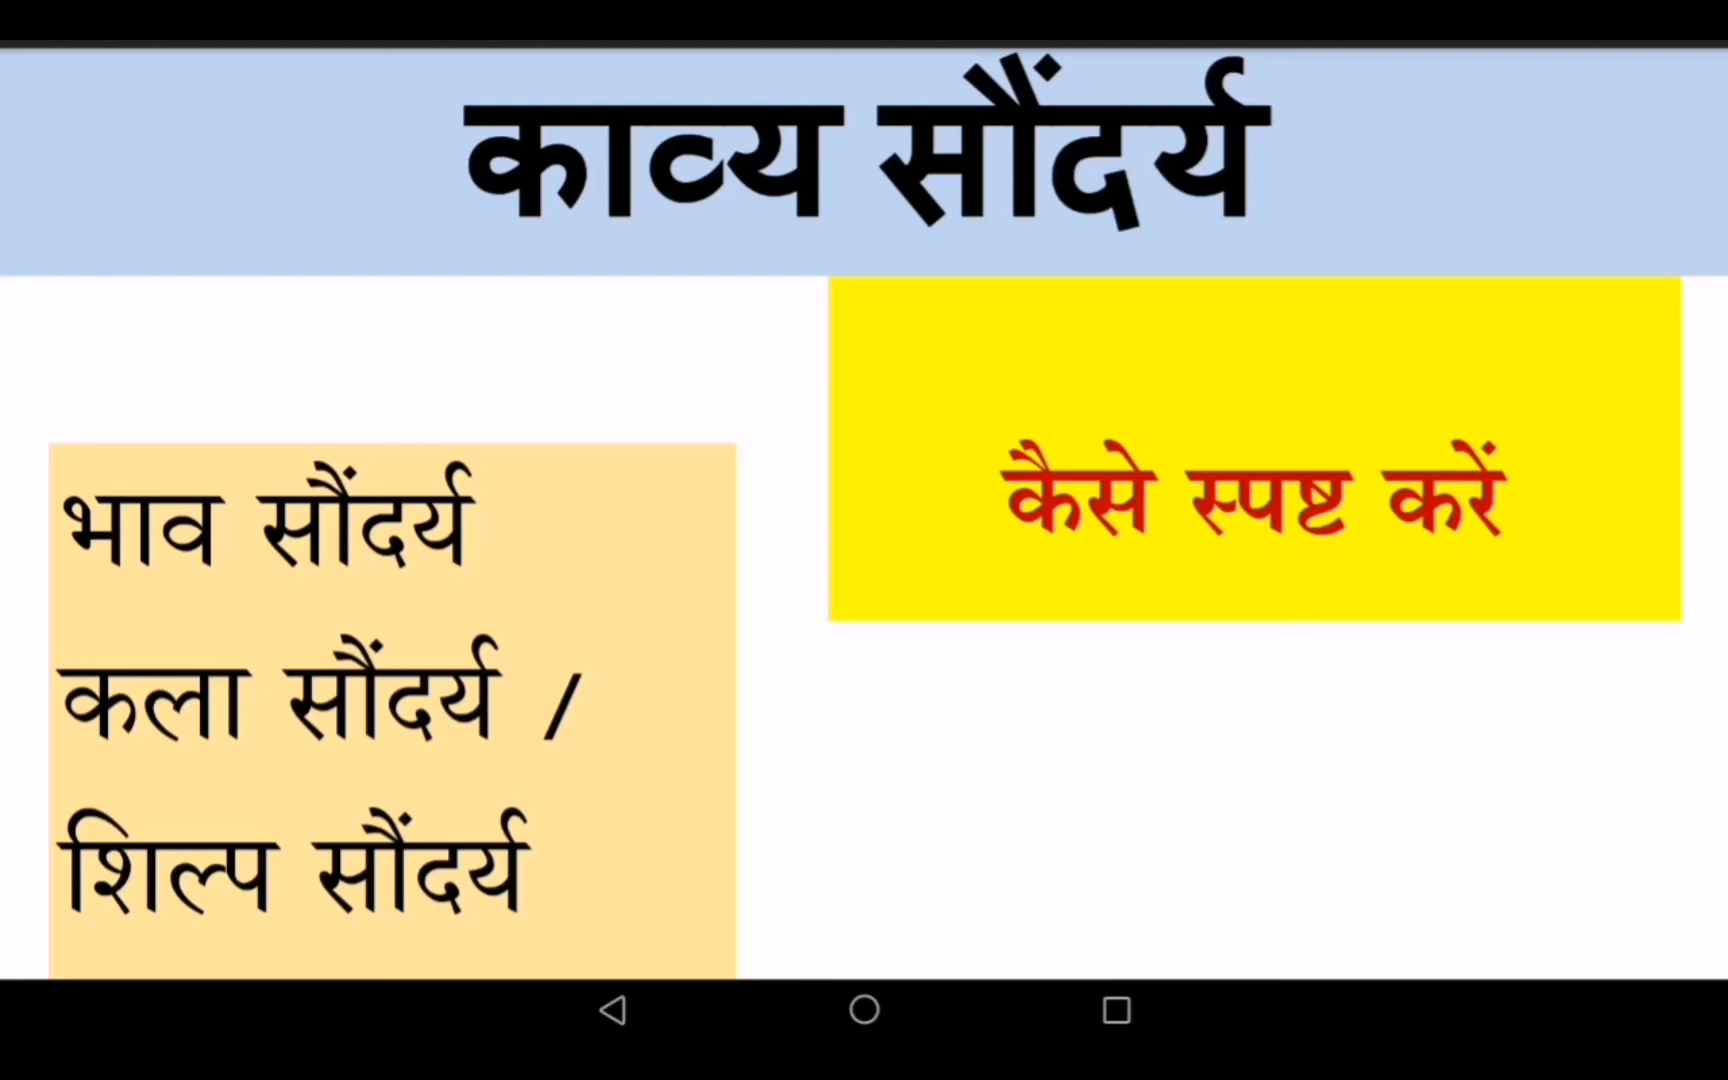 काव्य सौंदर्य
भाव सौंदर्य
कला सौंदर्य /
शिल्प सौंदर्य
कैसे स्पष्ट करें